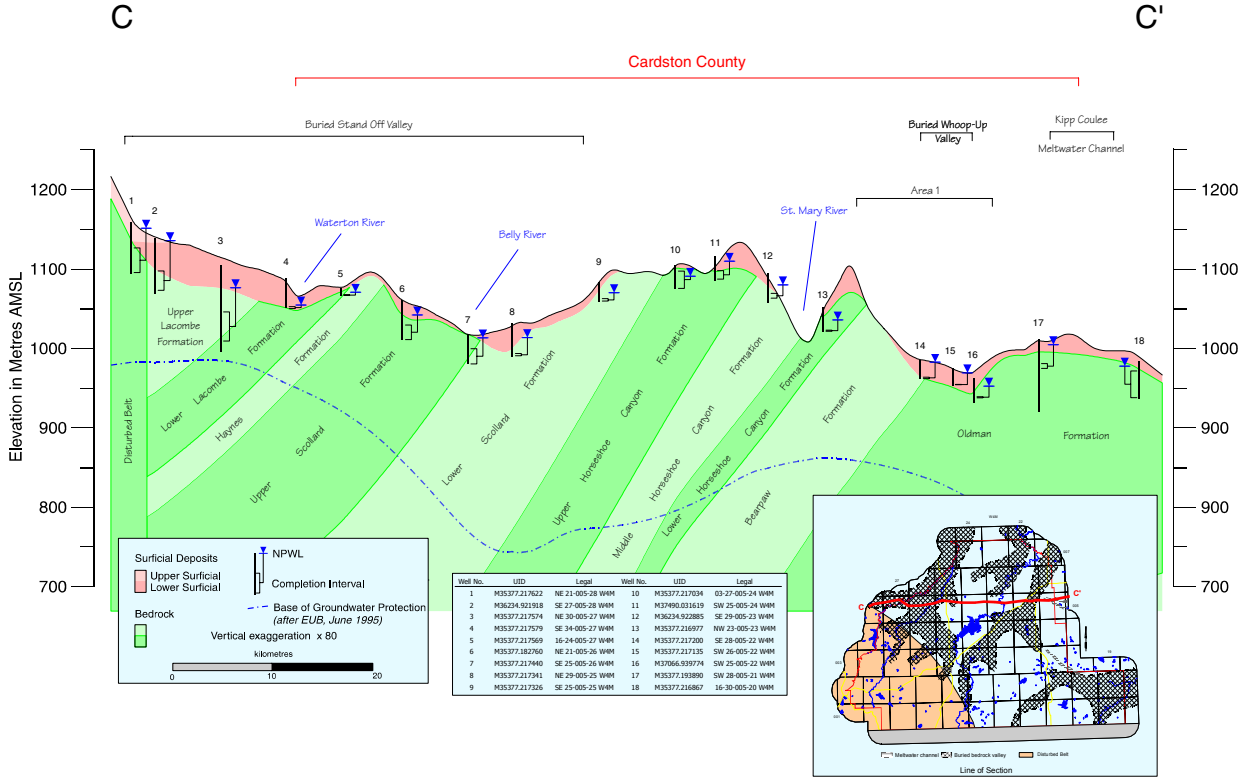 C
C'
Cardston County
Buried Stand Off Valley
Buried Whoop-Up
Valley
Kipp Coulee
Meltwater Channel
Area 1
Waterton River
Belly River
St. Mary River
Elevation in Metres AMSL
1200
1100
1000
900
800
700
1200
1100
1000
900
800
700
1
2
3
4
5
6
7
8
9
10
11
12
13
14
15
16
17
18
Disturbed Belt
Upper
Lacombe
Formation
Lower Lacombe Formation
Haynes Formation
Upper Scollard Formation
Lower Scollard Formation
Upper Horseshoe Canyon Formation
Middle Horseshoe Canyon Formation
Lower Horseshoe Canyon Formation
Bearpaw Formation
Oldman Formation
Surficial Deposits
Upper Surficial
Lower Surficial
Bedrock
NPWL
Completion Interval
Base of Groundwater Protection
(after EUB, June 1995)
Vertical exaggeration x 80
kilometres
0 10 20
Well No. UID Legal Well No. UID Legal
1 M35377.217622 NE 21-005-28 W4M 10 M35377.217034 03-27-005-24 W4M
2 M36234.921918 SE 27-005-28 W4M 11 M37490.031619 SW 25-005-24 W4M
3 M35377.217574 NE 30-005-27 W4M 12 M36234.922885 SE 29-005-23 W4M
4 M35377.217579 SE 34-005-27 W4M 13 M35377.216977 NW 23-005-23 W4M
5 M35377.217569 16-24-005-27 W4M 14 M35377.217200 SE 28-005-22 W4M
6 M35377.182760 NE 21-005-26 W4M 15 M35377.217135 SW 26-005-22 W4M
7 M35377.217440 SE 25-005-26 W4M 16 M37066.939774 SW 25-005-22 W4M
8 M35377.217341 NE 29-005-25 W4M 17 M35377.193890 SW 28-005-21 W4M
9 M35377.217326 SE 25-005-25 W4M 18 M35377.216867 16-30-005-20 W4M
C
C'
Meltwater channel
Buried bedrock valley
Disturbed Belt
Line of Section